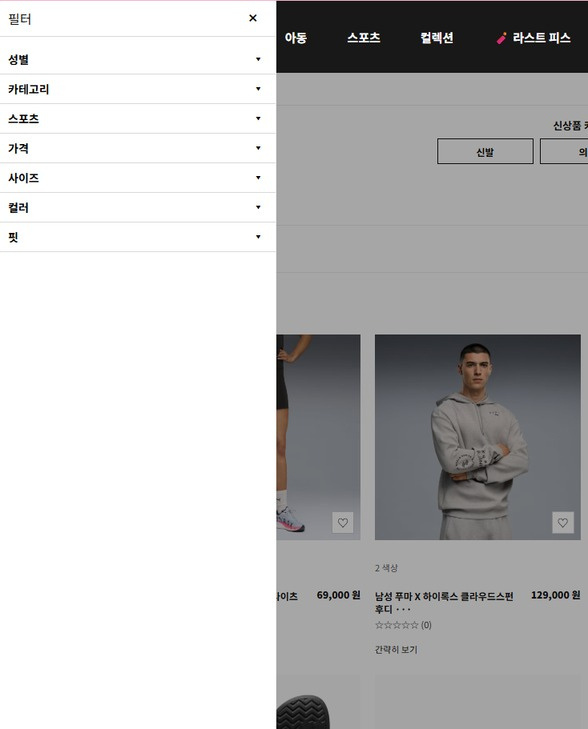 필터
성별
카테고리
스포츠
가격
사이즈
컬러
핏
아동 스포츠 컬렉션 라스트 피스
신상품
신발
69,000 원
2 색상
남성 푸마 X 하이록스 클라우드스펀 129,000 원
후디 · · ·
☆☆☆☆☆ (0)
간략히 보기